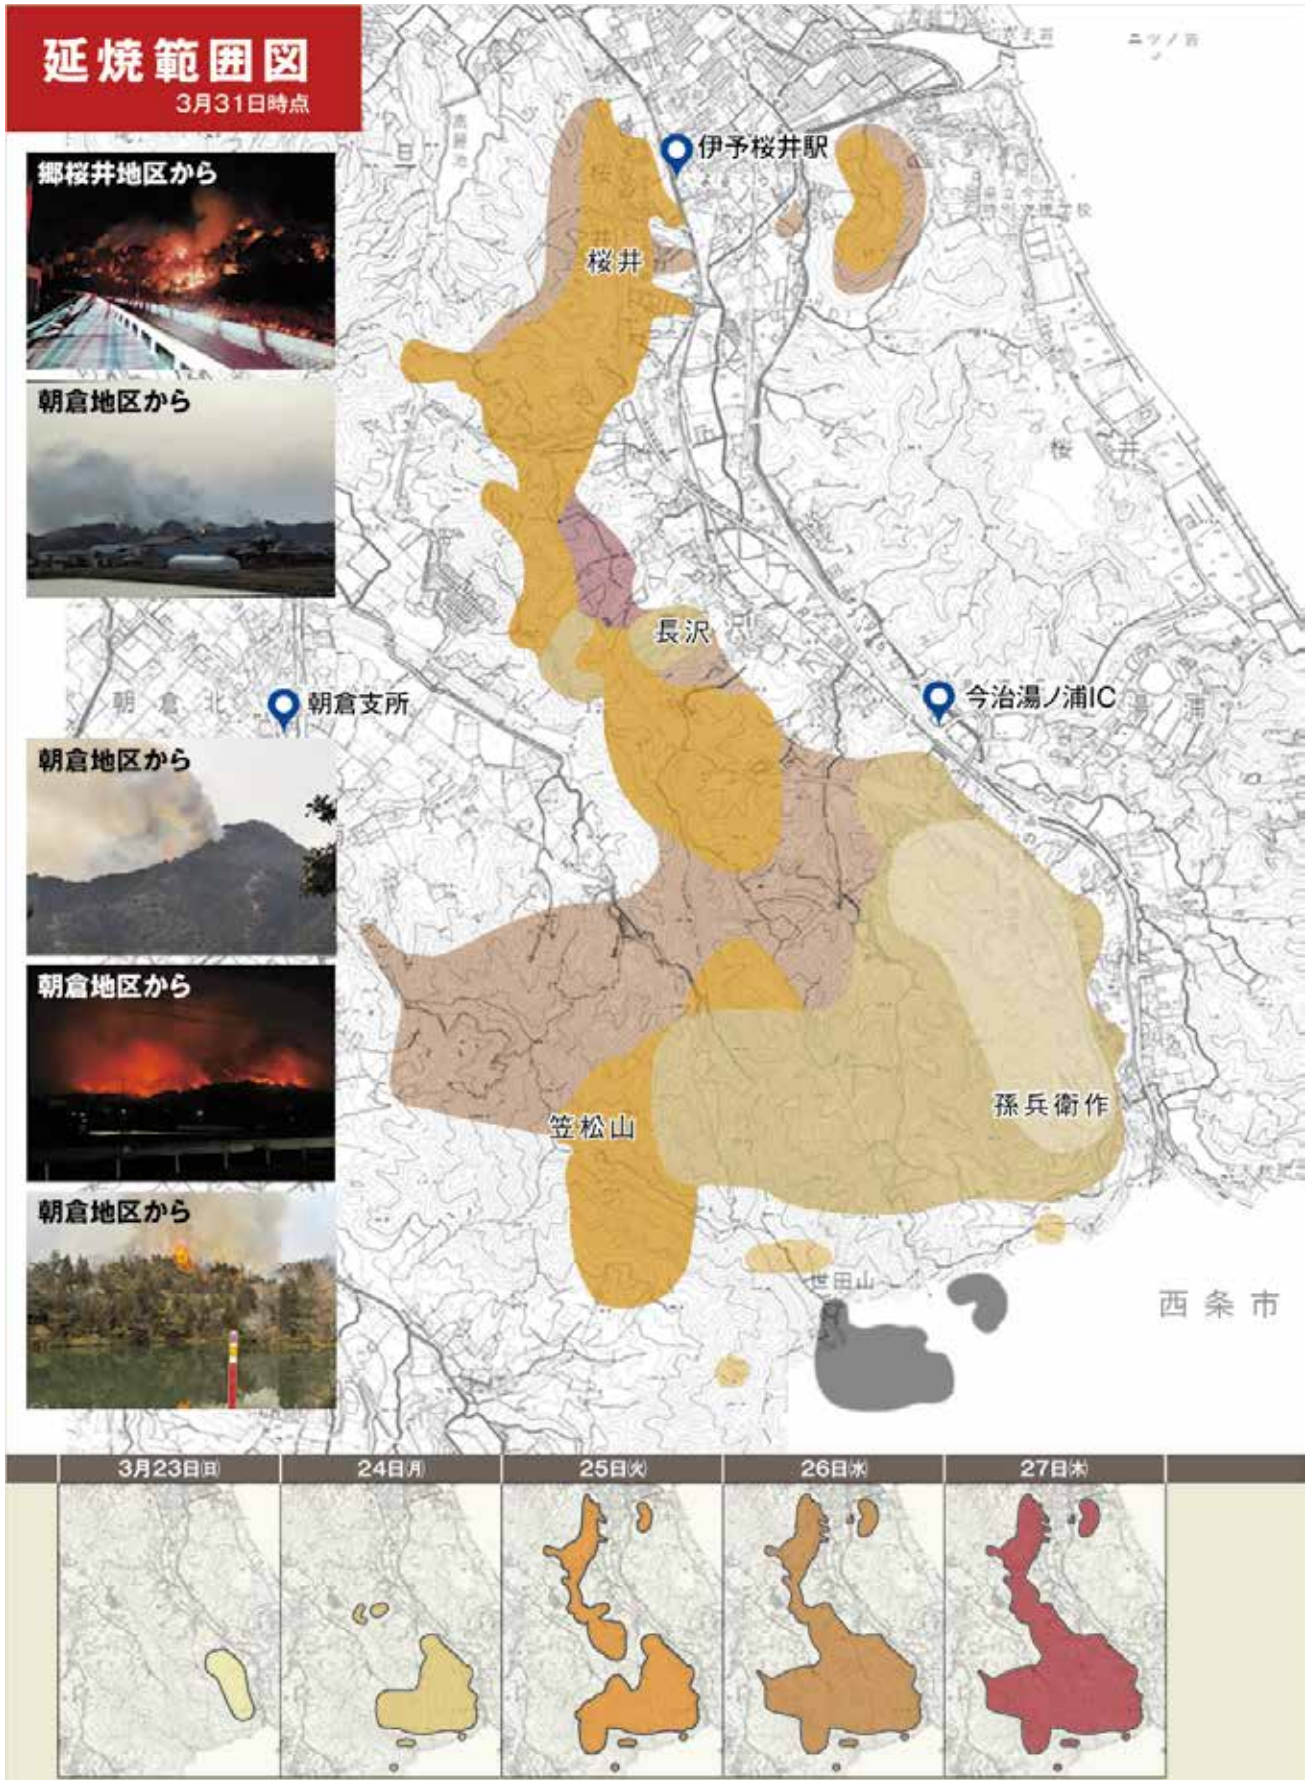 延焼範囲図
3月31日時点
郷桜井地区から
朝倉地区から
朝倉地区から
朝倉地区から
朝倉地区から
ニツノ岩
伊予桜井駅
桜井
桜井
長沢
朝倉北
朝倉支所
今治湯ノ浦IC
笠松山
孫兵衛作
世田山
西条市
3月23日(日)
24日(月)
25日(火)
26日(水)
27日(木)